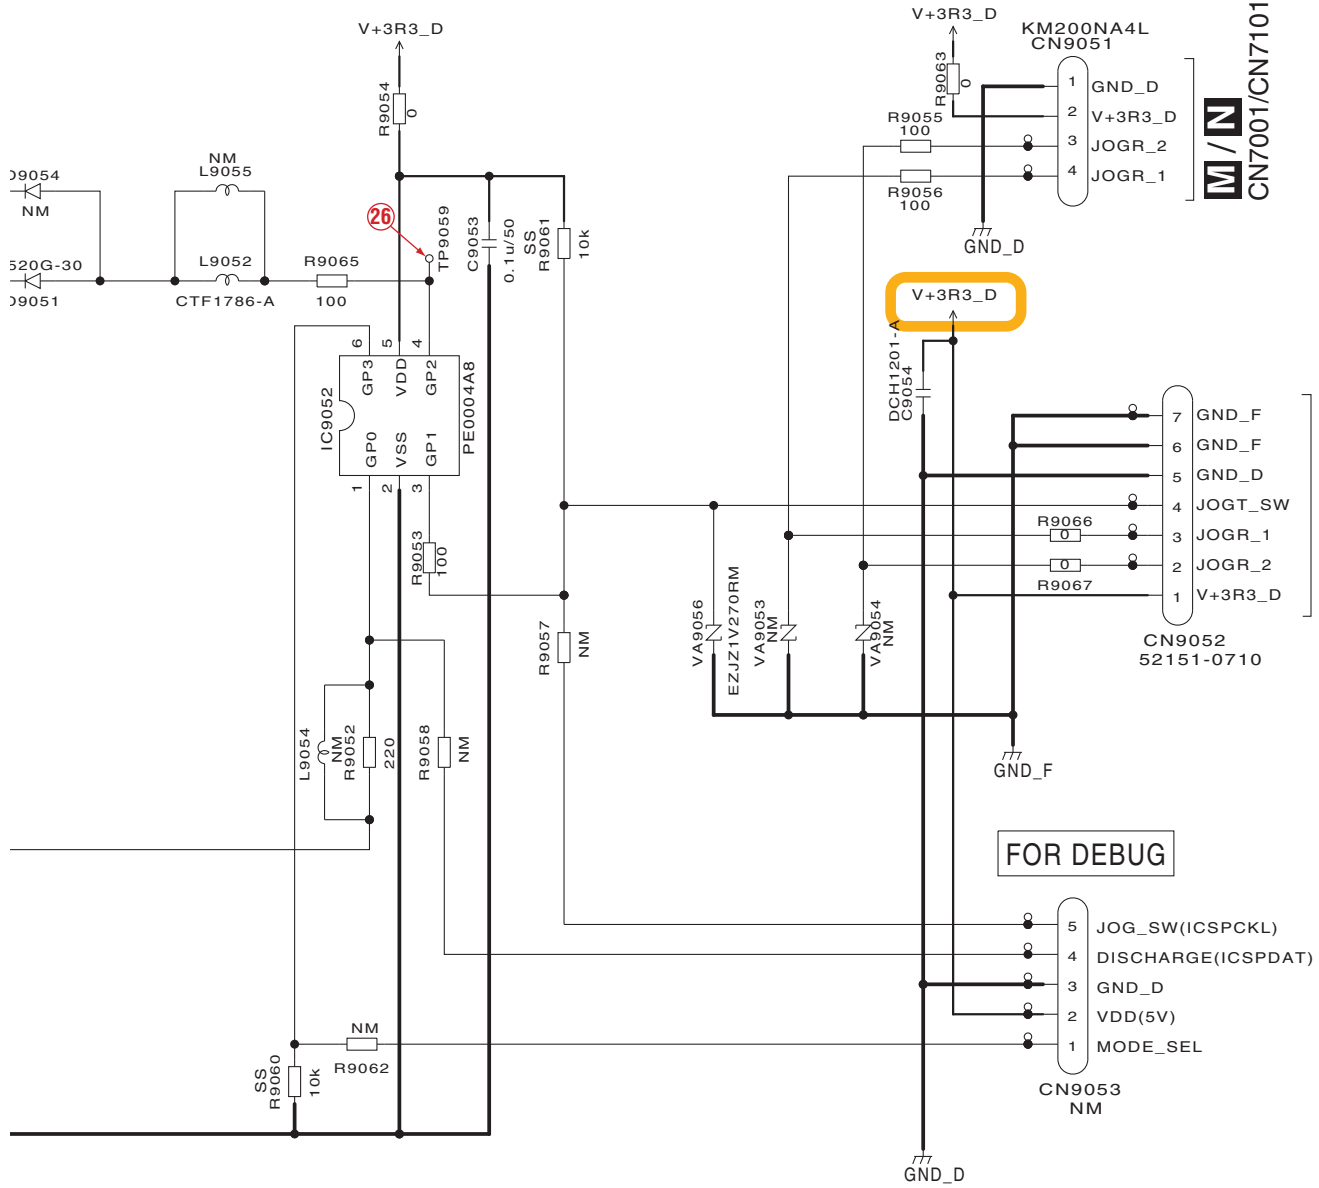 V+3R3_D
R9054
0
V+3R3_D
R9063
0
KM200NA4L
CN9051
1 GND_D
2 V+3R3_D
3 JOGR_2
4 JOGR_1
R9055
100
R9056
100
GND_D
M / N
CN7001/CN7101
D9054
NM
NM
L9055
26
TP9059
C9053
0.1u/50
SS
R9061
10k
520G-30
D9051
L9052
CTF1786-A
R9065
100
V+3R3_D
DCH1201-A
C9054
6 5 4
GP3 VDD GP2
IC9052
PE0004A8
GP0 VSS GP1
1 2 3
R9053
100
7 GND_F
6 GND_F
5 GND_D
4 JOGT_SW
3 JOGR_1
2 JOGR_2
1 V+3R3_D
R9066
0
0
R9067
CN9052
52151-0710
R9057
NM
VA9056
EZJZ1V270RM
VA9053
NM
VA9054
NM
L9054
NM
R9052
220
R9058
NM
GND_F
FOR DEBUG
5 JOG_SW(ICSPCKL)
4 DISCHARGE(ICSPDAT)
3 GND_D
2 VDD(5V)
1 MODE_SEL
CN9053
NM
NM
R9062
SS
R9060
10k
GND_D